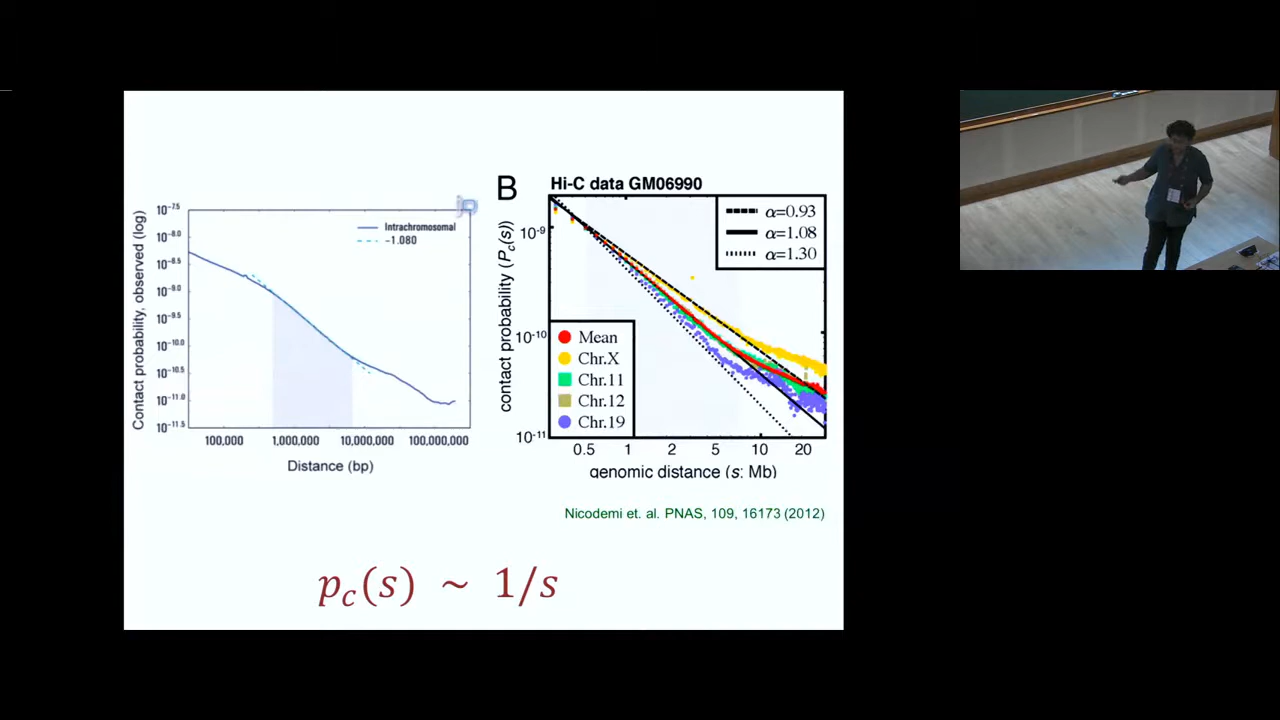 Contact probability, observed (log)
10^-7.5
10^-8.0
10^-8.5
10^-9.0
10^-9.5
10^-10.0
10^-10.5
10^-11.0
10^-11.5
Intrachromosomal
-1.080
100,000
1,000,000
10,000,000
100,000,000
Distance (bp)
B
Hi-C data GM06990
contact probability (P_c(s))
10^-9
10^-10
10^-11
α=0.93
α=1.08
α=1.30
Mean
Chr.X
Chr.11
Chr.12
Chr.19
0.5
1
2
5
10
20
genomic distance (s: Mb)
Nicodemi et. al. PNAS, 109, 16173 (2012)
p_c(s) ~ 1/s